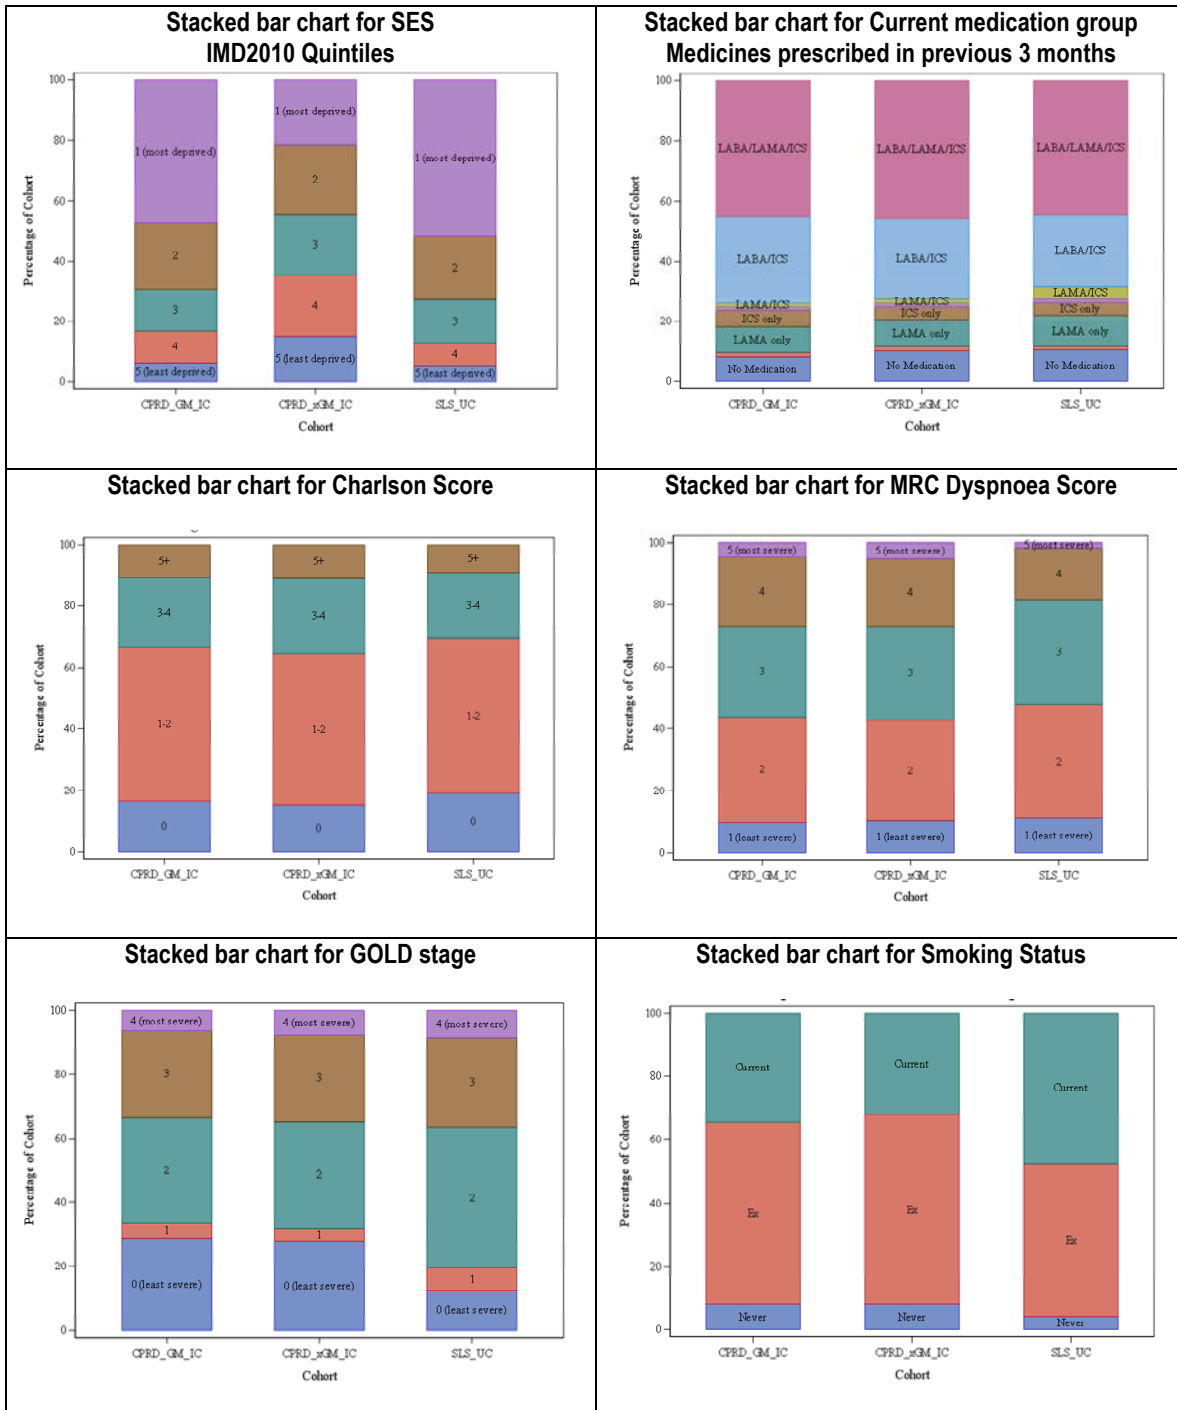 Stacked bar chart for SES
IMD2010 Quintiles
100
80
60
40
20
0
Percentage of Cohort
1 (most deprived)
2
3
4
5 (least deprived)
1 (most deprived)
2
3
4
5 (least deprived)
1 (most deprived)
2
3
4
5 (least deprived)
CPRD_GM_IC
CPRD_xGM_IC
SLS_UC
Cohort
Stacked bar chart for Current medication group
Medicines prescribed in previous 3 months
100
80
60
40
20
0
Percentage of Cohort
LABA/LAMA/ICS
LABA/ICS
LAMA/ICS
ICS only
LAMA only
No Medication
LABA/LAMA/ICS
LABA/ICS
LAMA/ICS
ICS only
LAMA only
No Medication
LABA/LAMA/ICS
LABA/ICS
LAMA/ICS
ICS only
LAMA only
No Medication
CPRD_GM_IC
CPRD_xGM_IC
SLS_UC
Cohort
Stacked bar chart for Charlson Score
100
80
60
40
20
0
Percentage of Cohort
5+
3-4
1-2
0
5+
3-4
1-2
0
5+
3-4
1-2
0
CPRD_GM_IC
CPRD_xGM_IC
SLS_UC
Cohort
Stacked bar chart for MRC Dyspnoea Score
100
80
60
40
20
0
Percentage of Cohort
5 (most severe)
4
3
2
1 (least severe)
5 (most severe)
4
3
2
1 (least severe)
5 (most severe)
4
3
2
1 (least severe)
CPRD_GM_IC
CPRD_xGM_IC
SLS_UC
Cohort
Stacked bar chart for GOLD stage
100
80
60
40
20
0
Percentage of Cohort
4 (most severe)
3
2
1
0 (least severe)
4 (most severe)
3
2
1
0 (least severe)
4 (most severe)
3
2
1
0 (least severe)
CPRD_GM_IC
CPRD_xGM_IC
SLS_UC
Cohort
Stacked bar chart for Smoking Status
100
80
60
40
20
0
Percentage of Cohort
Current
Ex
Never
Current
Ex
Never
Current
Ex
Never
CPRD_GM_IC
CPRD_xGM_IC
SLS_UC
Cohort